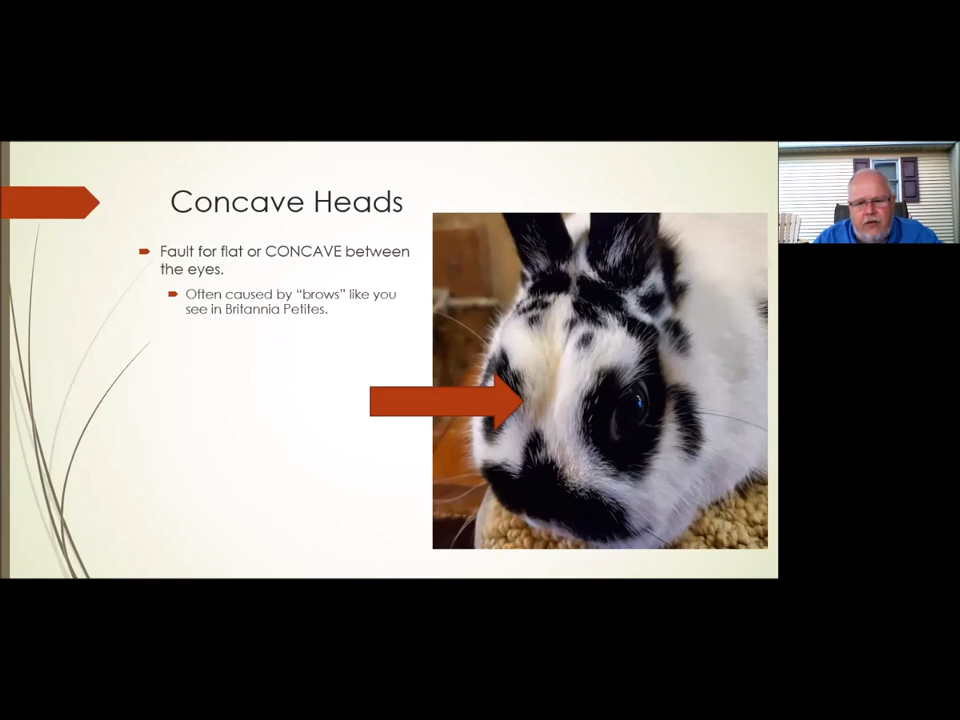 Concave Heads
Fault for flat or CONCAVE between
the eyes.
Often caused by “brows” like you
see in Britannia Petites.